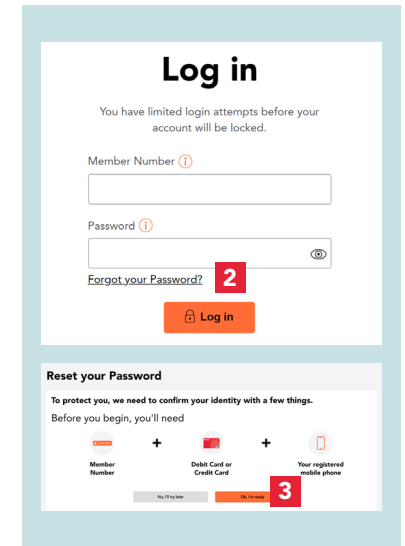 Log in
You have limited login attempts before your
account will be locked.
Member Number
Password
Forgot your Password?
2
Log in
Reset your Password
To protect you, we need to confirm your identity with a few things.
Before you begin, you'll need
+
+
Member
Number
Debit Card or
Credit Card
Your registered
mobile phone
No, I'll try later
Ok, I'm ready
3